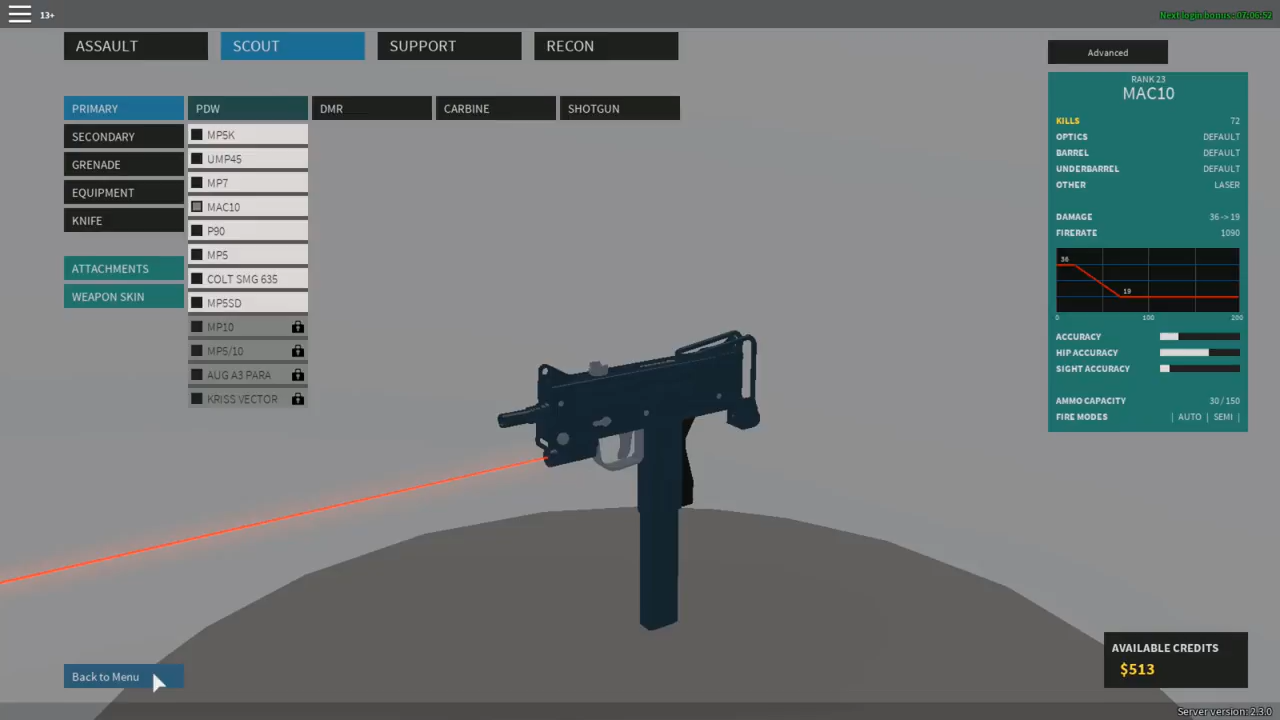 13+
Next login bonus: 07:06:52
ASSAULT
SCOUT
SUPPORT
RECON
Advanced
PRIMARY
SECONDARY
GRENADE
EQUIPMENT
KNIFE
ATTACHMENTS
WEAPON SKIN
PDW
DMR
CARBINE
SHOTGUN
MP5K
UMP45
MP7
MAC10
P90
MP5
COLT SMG 635
MP5SD
MP10
MP5/10
AUG A3 PARA
KRISS VECTOR
RANK 23
MAC10
KILLS 72
OPTICS DEFAULT
BARREL DEFAULT
UNDERBARREL DEFAULT
OTHER LASER
DAMAGE 36 -> 19
FIRERATE 1090
36
19
0 100 200
ACCURACY
HIP ACCURACY
SIGHT ACCURACY
AMMO CAPACITY 30 / 150
FIRE MODES | AUTO | SEMI |
Back to Menu
AVAILABLE CREDITS
$513
Server version: 2.3.0